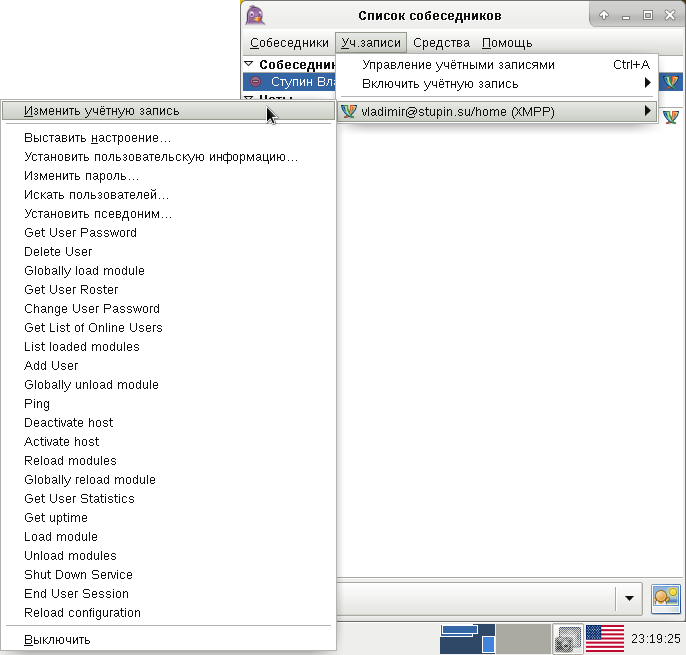 Список собеседников
Собеседники Уч.записи Средства Помощь
Управление учётными записями Ctrl+A
Включить учётную запись
vladimir@stupin.su/home (XMPP)
Собеседник
Ступин Вла
Изменить учётную запись
Выставить настроение...
Установить пользовательскую информацию...
Изменить пароль...
Искать пользователей...
Установить псевдоним...
Get User Password
Delete User
Globally load module
Get User Roster
Change User Password
Get List of Online Users
List loaded modules
Add User
Globally unload module
Ping
Deactivate host
Activate host
Reload modules
Globally reload module
Get User Statistics
Get uptime
Load module
Unload modules
Shut Down Service
End User Session
Reload configuration
Выключить
23:19:25